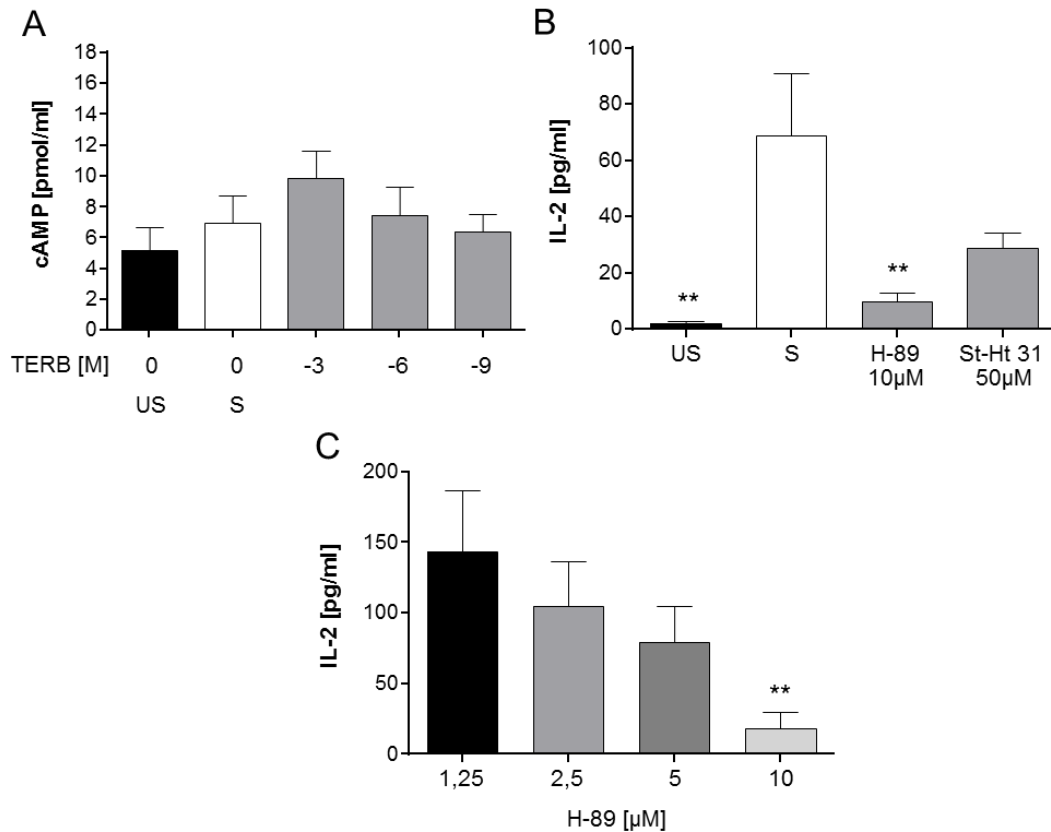 A
cAMP [pmol/ml]
18
16
14
12
10
8
6
4
2
0
TERB [M] 0 0 -3 -6 -9
US S
B
IL-2 [pg/ml]
100
80
60
40
20
0
** **
US S H-89 St-Ht 31
10µM 50µM
C
IL-2 [pg/ml]
200
150
100
50
0
**
1,25 2,5 5 10
H-89 [µM]